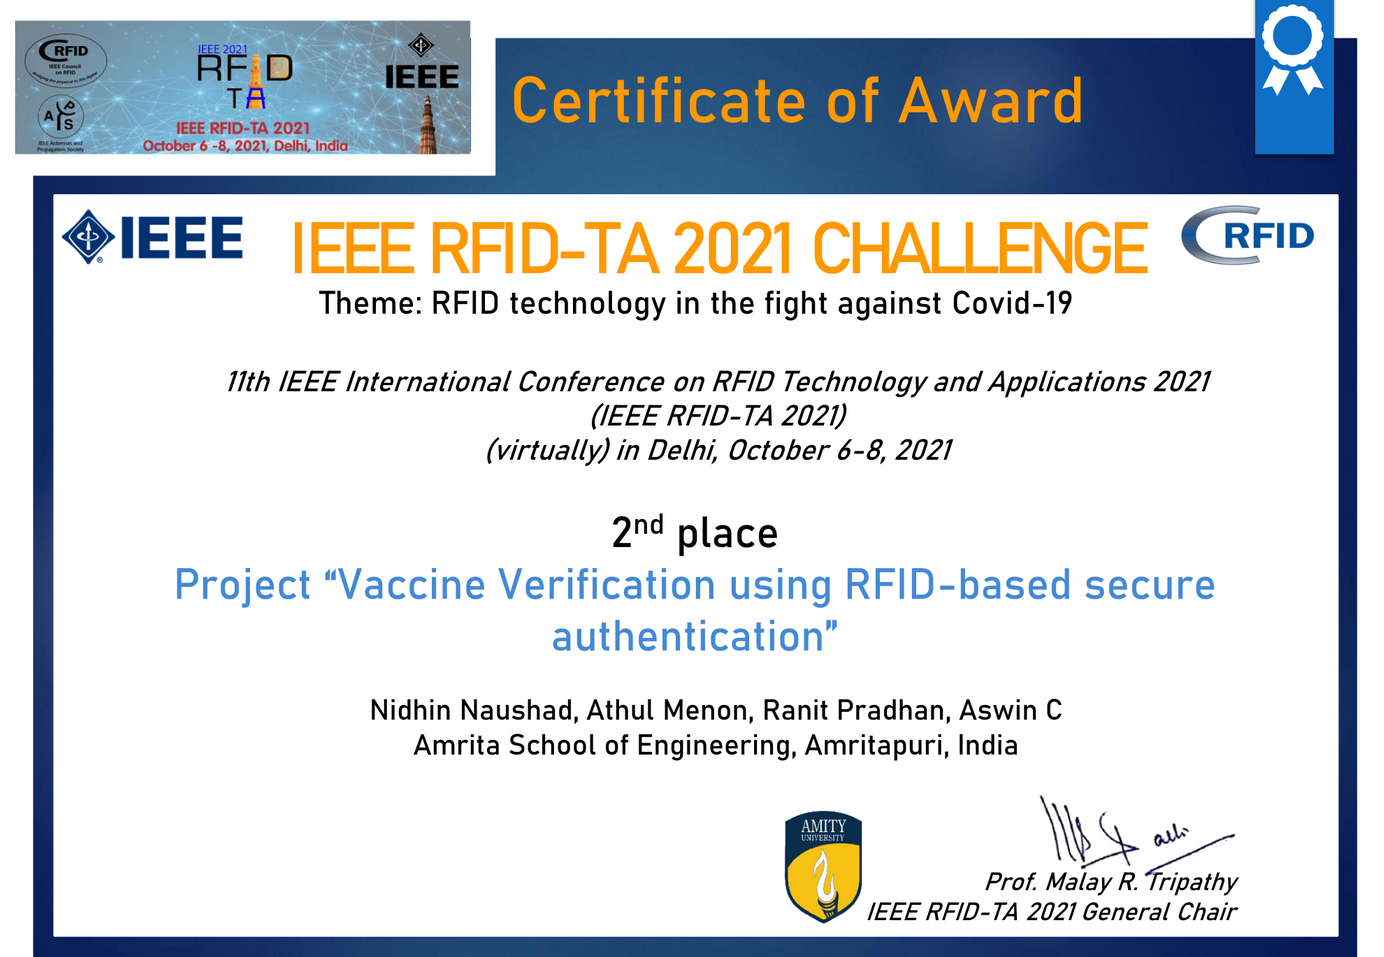 CRFID
IEEE Council
on RFID
Bridging the physical to the digital
APS
IEEE Antennas and
Propagation Society
IEEE 2021
RFID
TA
IEEE RFID-TA 2021
October 6 -8, 2021, Delhi, India
IEEE
Certificate of Award
IEEE
IEEE RFID-TA 2021 CHALLENGE
CRFID
Theme: RFID technology in the fight against Covid-19
11th IEEE International Conference on RFID Technology and Applications 2021
(IEEE RFID-TA 2021)
(virtually) in Delhi, October 6-8, 2021
2nd place
Project “Vaccine Verification using RFID-based secure
authentication”
Nidhin Naushad, Athul Menon, Ranit Pradhan, Aswin C
Amrita School of Engineering, Amritapuri, India
AMITY
UNIVERSITY
Prof. Malay R. Tripathy
IEEE RFID-TA 2021 General Chair